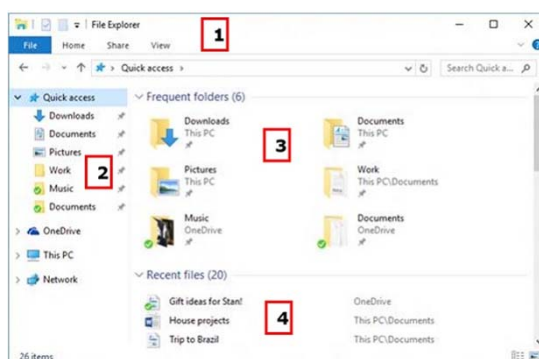 File Explorer
1
File Home Share View
Quick access
Search Quick a...
Quick access
Downloads
Documents
Pictures
Work
Music
Documents
OneDrive
This PC
Network
2
Frequent folders (6)
Downloads
This PC
Documents
This PC
3
Pictures
This PC
Work
This PC\Documents
Music
OneDrive
Documents
OneDrive
Recent files (20)
Gift ideas for Stan! OneDrive
House projects This PC\Documents
Trip to Brazil This PC\Documents
4
26 items